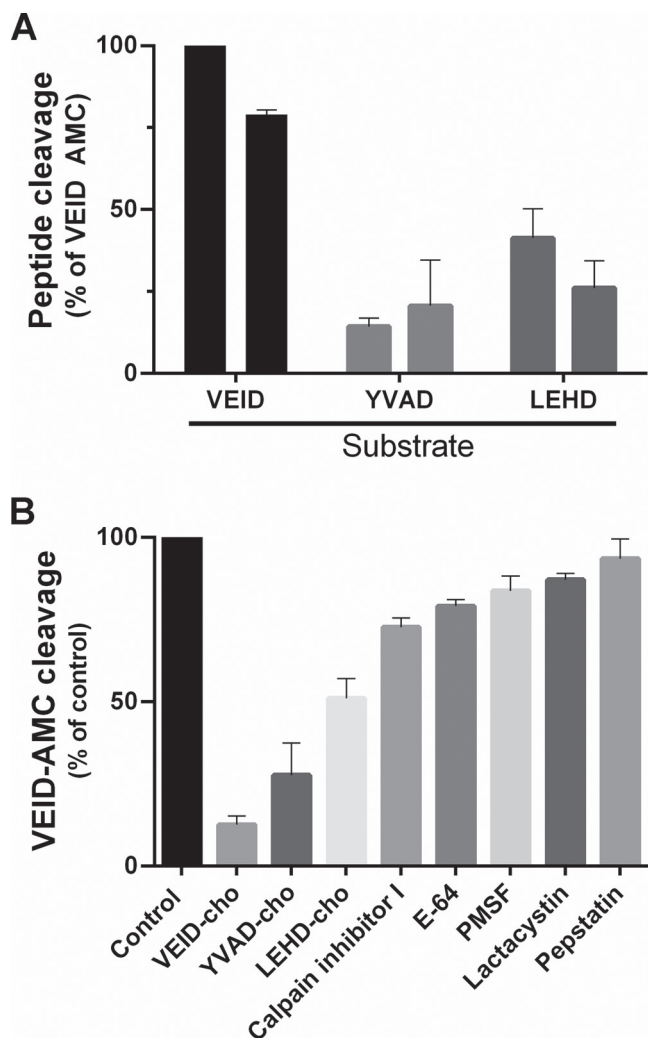 A
Peptide cleavage
(% of VEID AMC)
100
50
0
VEID YVAD LEHD
Substrate
B
VEID-AMC cleavage
(% of control)
100
50
0
Control
VEID-cho
YVAD-cho
LEHD-cho
Calpain inhibitor I
E-64
PMSF
Lactacystin
Pepstatin